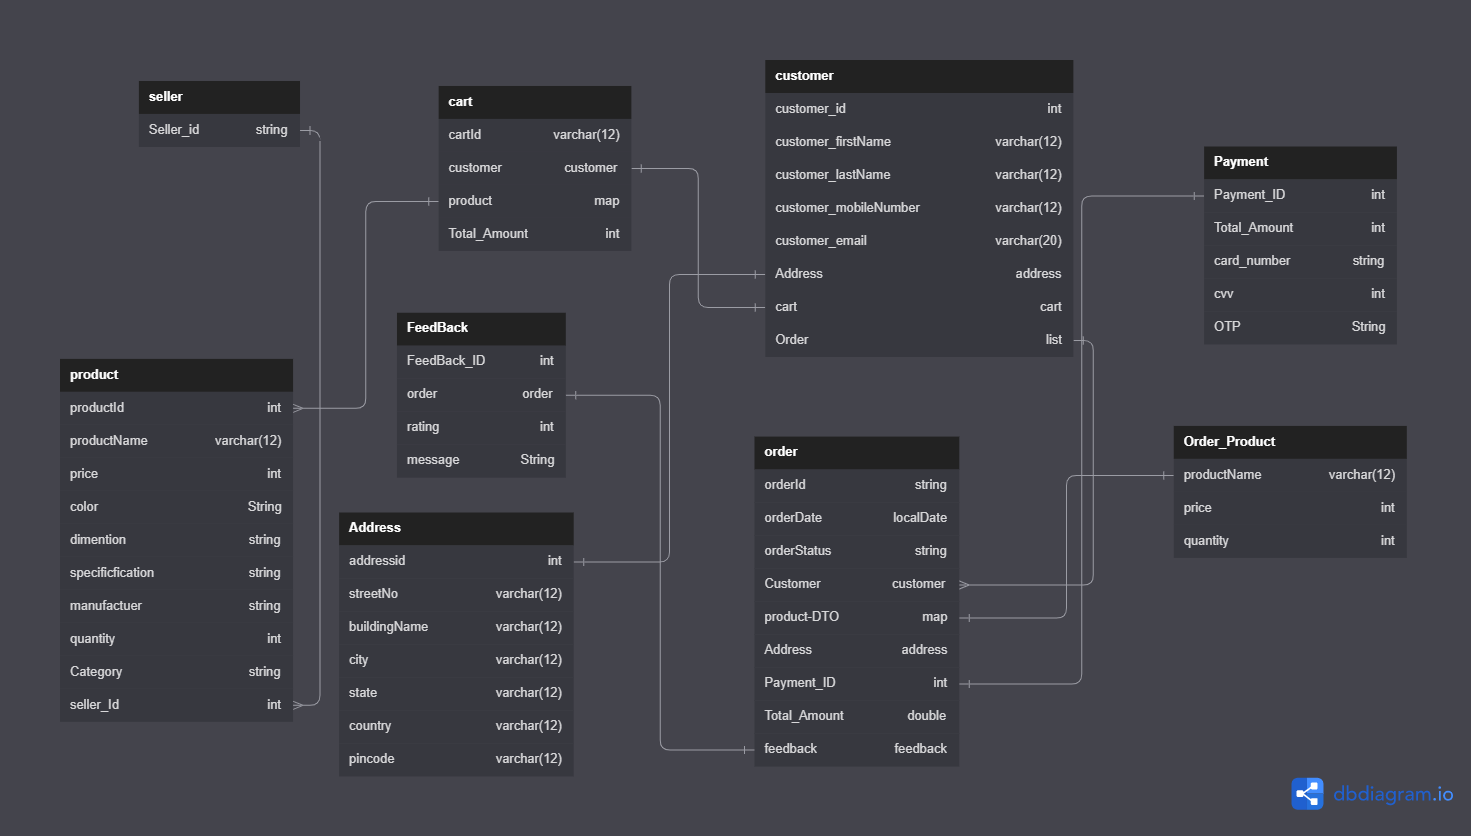 seller
Seller_id string
cart
cartId varchar(12)
customer customer
product map
Total_Amount int
customer
customer_id int
customer_firstName varchar(12)
customer_lastName varchar(12)
customer_mobileNumber varchar(12)
customer_email varchar(20)
Address address
cart cart
Order list
Payment
Payment_ID int
Total_Amount int
card_number string
cvv int
OTP String
product
productId int
productName varchar(12)
price int
color String
dimention string
specificfication string
manufactuer string
quantity int
Category string
seller_Id int
FeedBack
FeedBack_ID int
order order
rating int
message String
Address
addressid int
streetNo varchar(12)
buildingName varchar(12)
city varchar(12)
state varchar(12)
country varchar(12)
pincode varchar(12)
order
orderId string
orderDate localDate
orderStatus string
Customer customer
product-DTO map
Address address
Payment_ID int
Total_Amount double
feedback feedback
Order_Product
productName varchar(12)
price int
quantity int
dbdiagram.io